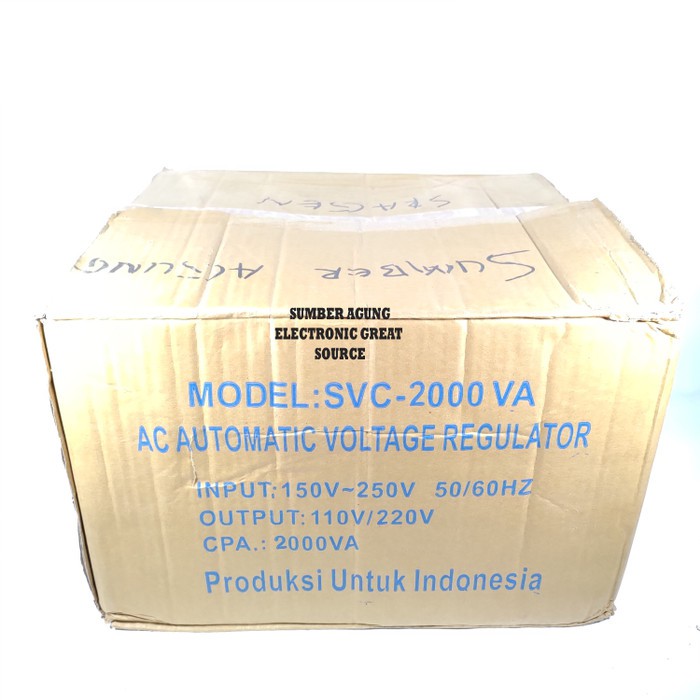 SPAGEN
SUMBER AGUNG
SUMBER AGUNG
ELECTRONIC GREAT
SOURCE
MODEL:SVC-2000 VA
AC AUTOMATIC VOLTAGE REGULATOR
INPUT:150V~250V 50/60HZ
OUTPUT:110V/220V
CPA.: 2000VA
Produksi Untuk Indonesia